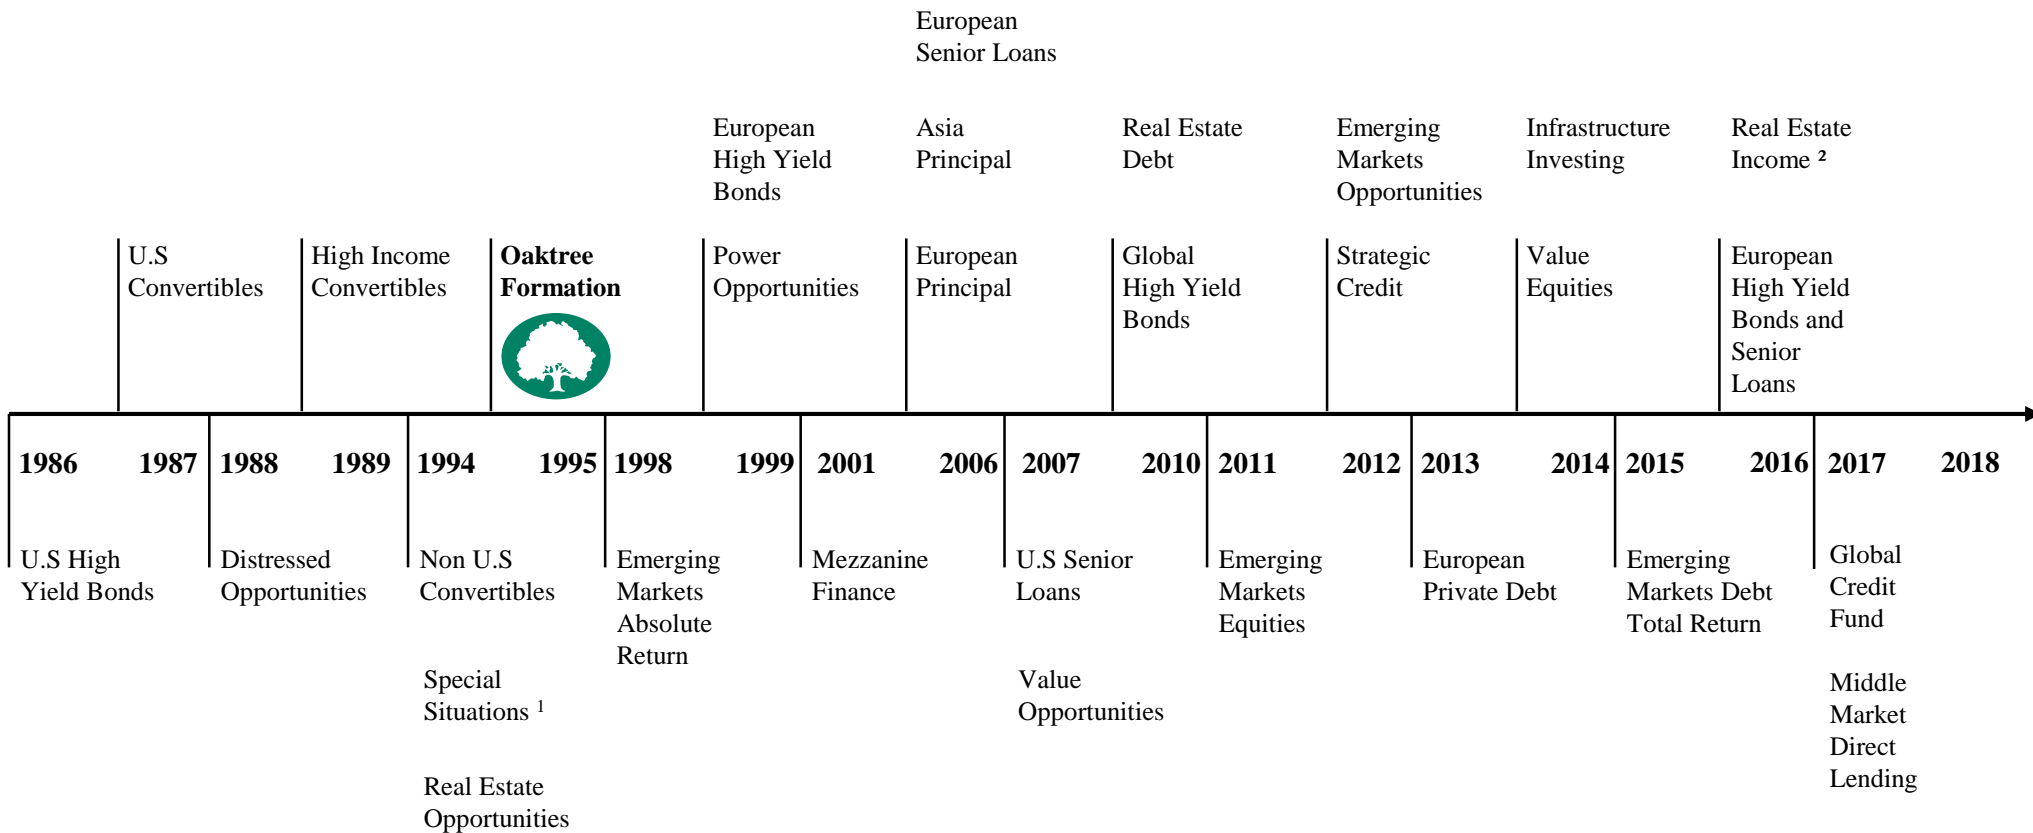 European
Senior Loans
European
High Yield
Bonds
Asia
Principal
Real Estate
Debt
Emerging
Markets
Opportunities
Infrastructure
Investing
Real Estate
Income ²
U.S
Convertibles
High Income
Convertibles
Oaktree
Formation
Power
Opportunities
European
Principal
Global
High Yield
Bonds
Strategic
Credit
Value
Equities
European
High Yield
Bonds and
Senior
Loans
1986 1987 1988 1989 1994 1995 1998 1999 2001 2006 2007 2010 2011 2012 2013 2014 2015 2016 2017 2018
U.S High
Yield Bonds
Distressed
Opportunities
Non U.S
Convertibles
Special
Situations ¹
Real Estate
Opportunities
Emerging
Markets
Absolute
Return
Mezzanine
Finance
U.S Senior
Loans
Value
Opportunities
Emerging
Markets
Equities
European
Private Debt
Emerging
Markets Debt
Total Return
Global
Credit
Fund
Middle
Market
Direct
Lending